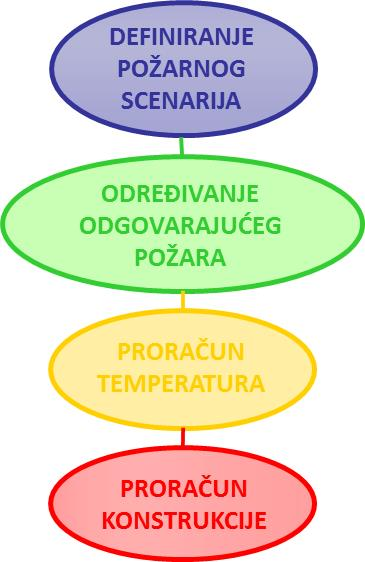 DEFINIRANJE
POŽARNOG
SCENARIJA
ODREĐIVANJE
ODGOVARAJUĆEG
POŽARA
PRORAČUN
TEMPERATURA
PRORAČUN
KONSTRUKCIJE